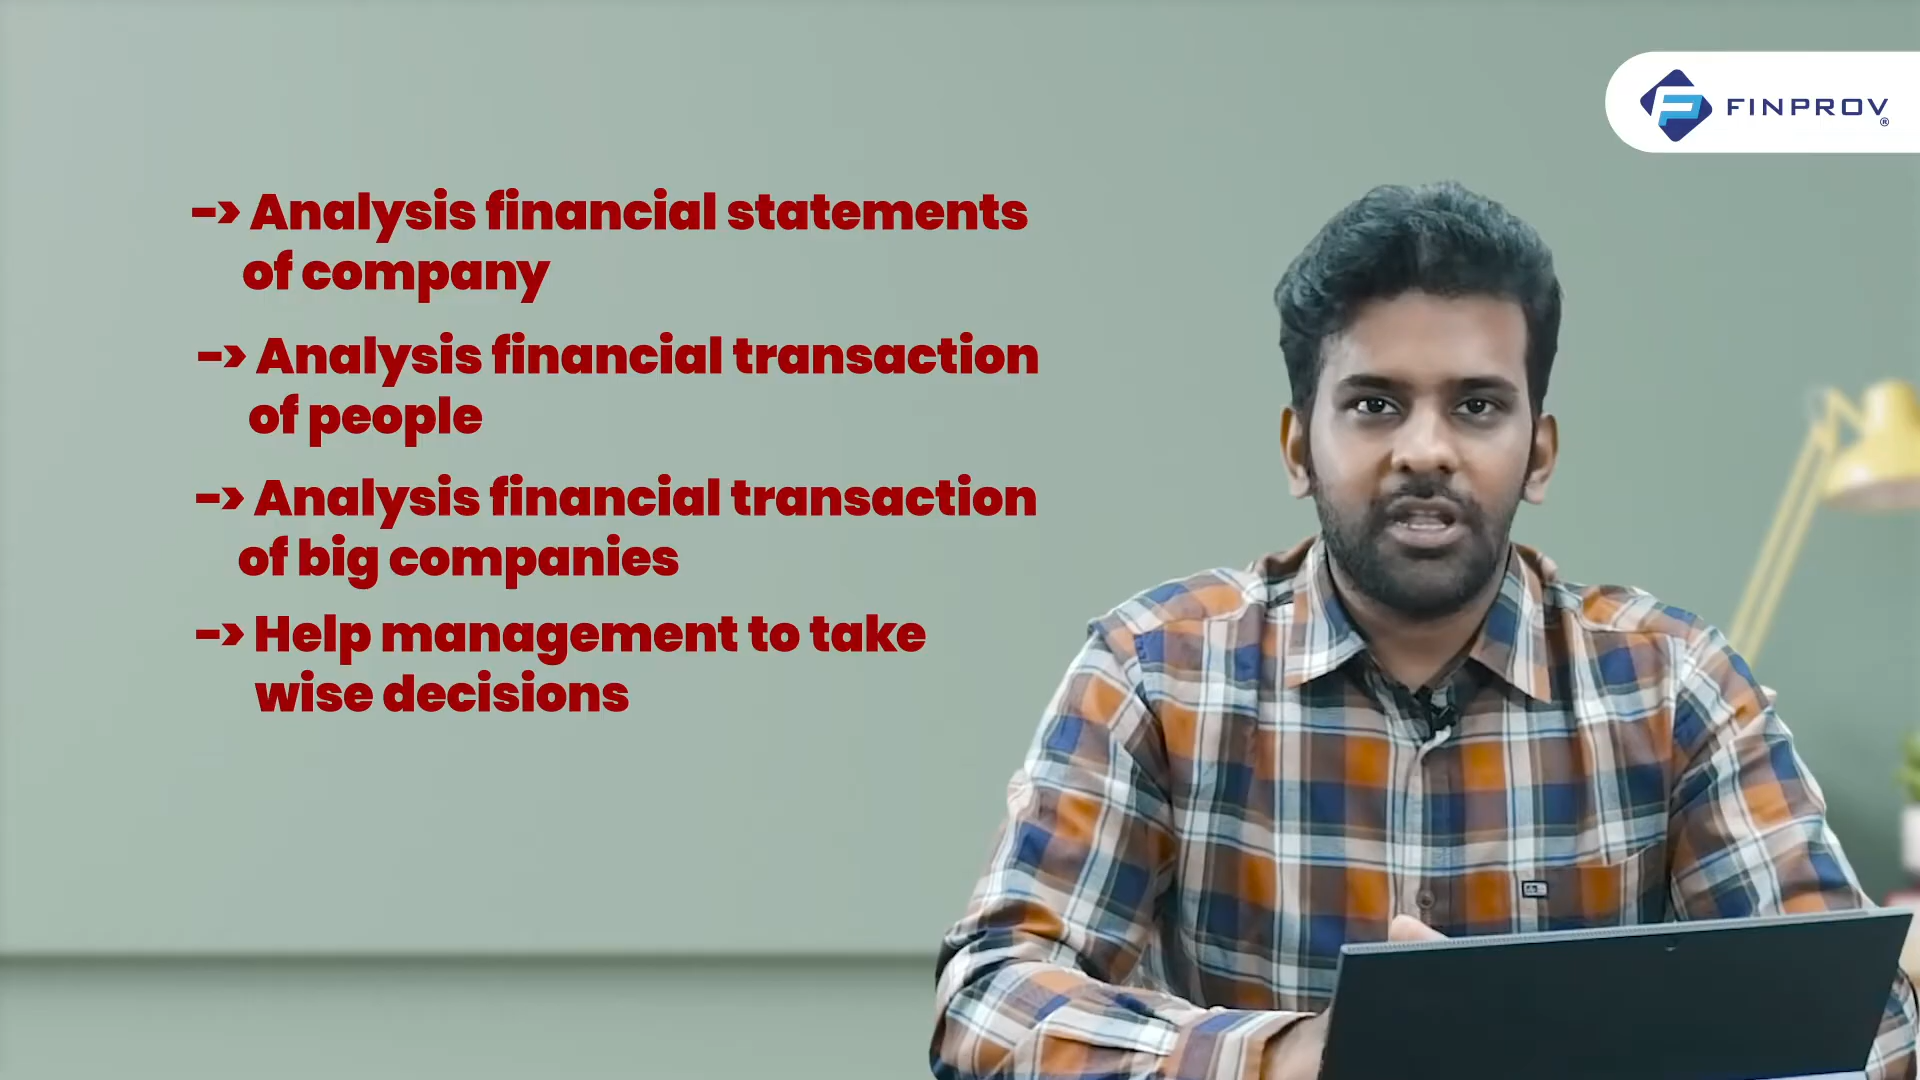 FINPROV®
-> Analysis financial statements
of company
-> Analysis financial transaction
of people
-> Analysis financial transaction
of big companies
-> Help management to take
wise decisions